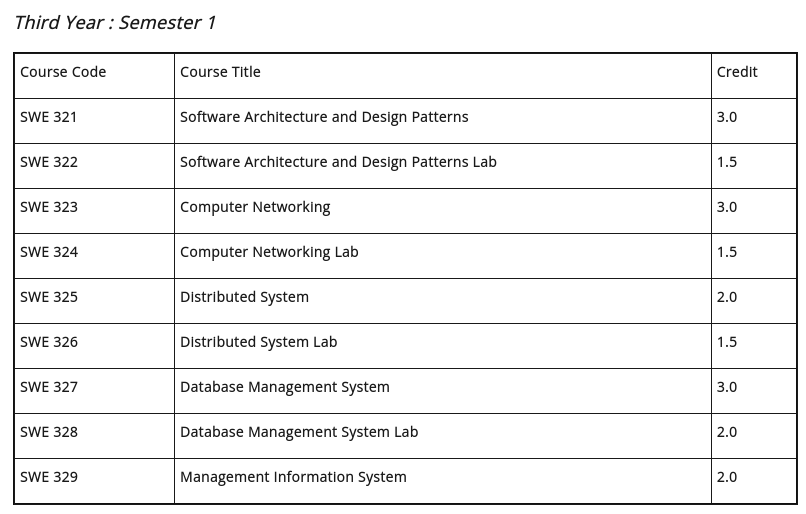 Third Year : Semester 1
Course Code Course Title Credit
SWE 321 Software Architecture and Design Patterns 3.0
SWE 322 Software Architecture and Design Patterns Lab 1.5
SWE 323 Computer Networking 3.0
SWE 324 Computer Networking Lab 1.5
SWE 325 Distributed System 2.0
SWE 326 Distributed System Lab 1.5
SWE 327 Database Management System 3.0
SWE 328 Database Management System Lab 2.0
SWE 329 Management Information System 2.0